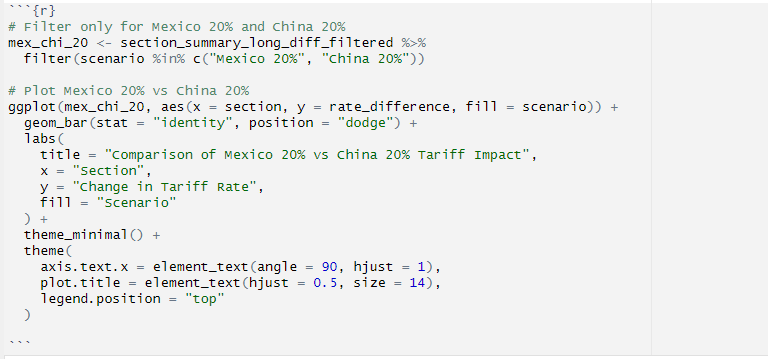 ```{r}
# Filter only for Mexico 20% and China 20%
mex_chi_20 <- section_summary_long_diff_filtered %>%
  filter(scenario %in% c("Mexico 20%", "China 20%"))

# Plot Mexico 20% vs China 20%
ggplot(mex_chi_20, aes(x = section, y = rate_difference, fill = scenario)) +
  geom_bar(stat = "identity", position = "dodge") +
  labs(
    title = "Comparison of Mexico 20% vs China 20% Tariff Impact",
    x = "Section",
    y = "Change in Tariff Rate",
    fill = "Scenario"
  ) +
  theme_minimal() +
  theme(
    axis.text.x = element_text(angle = 90, hjust = 1),
    plot.title = element_text(hjust = 0.5, size = 14),
    legend.position = "top"
  )

```